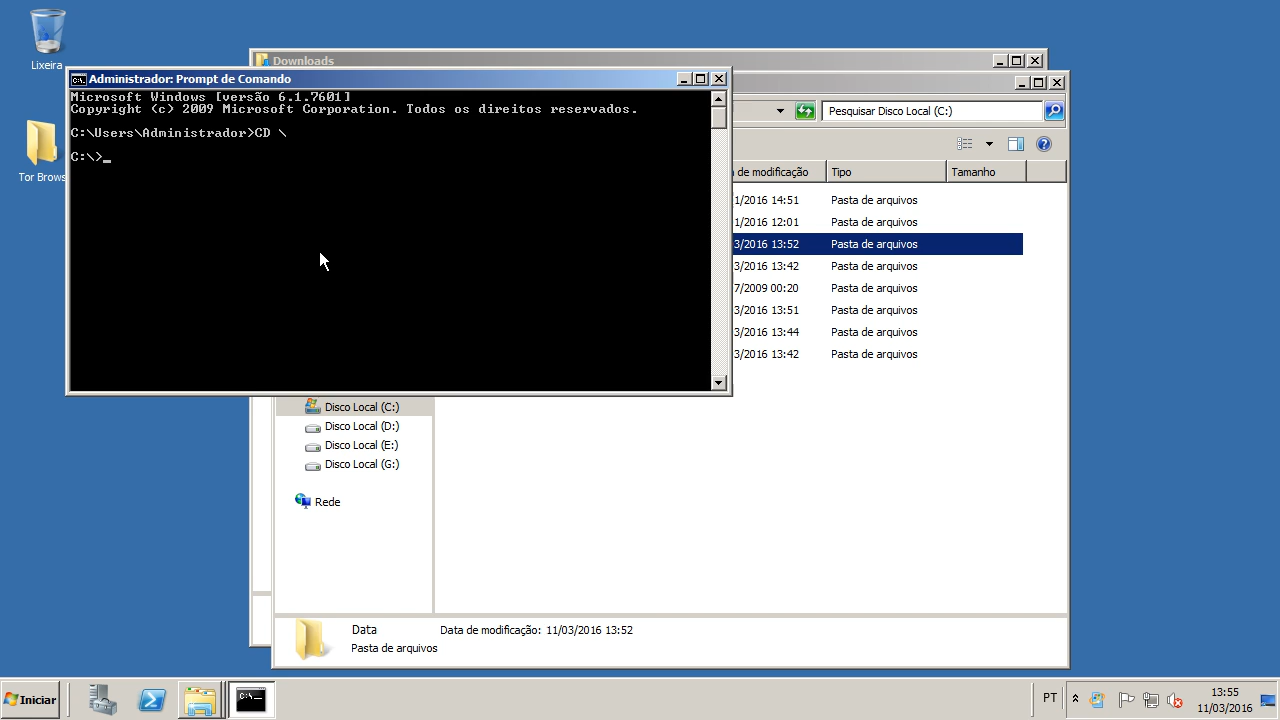 Lixeira
Tor Brows
Downloads
Administrador: Prompt de Comando
Microsoft Windows [versão 6.1.7601]
Copyright (c) 2009 Microsoft Corporation. Todos os direitos reservados.
C:\Users\Administrador>CD \
C:\>_
Pesquisar Disco Local (C:)
de modificação Tipo Tamanho
1/2016 14:51 Pasta de arquivos
1/2016 12:01 Pasta de arquivos
3/2016 13:52 Pasta de arquivos
3/2016 13:42 Pasta de arquivos
7/2009 00:20 Pasta de arquivos
3/2016 13:51 Pasta de arquivos
3/2016 13:44 Pasta de arquivos
3/2016 13:42 Pasta de arquivos
Disco Local (C:)
Disco Local (D:)
Disco Local (E:)
Disco Local (G:)
Rede
Data Data de modificação: 11/03/2016 13:52
Pasta de arquivos
Iniciar
PT
13:55
11/03/2016